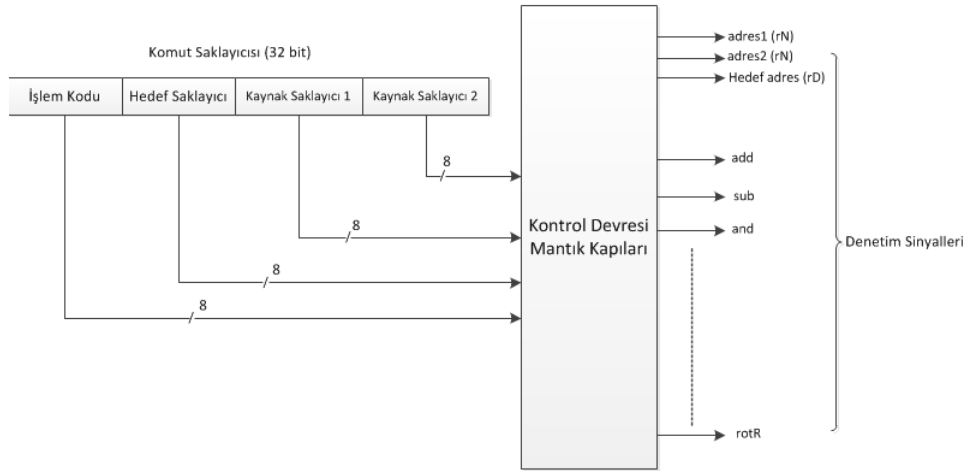 Komut Saklayıcısı (32 bit)
İşlem Kodu
Hedef Saklayıcı
Kaynak Saklayıcı 1
Kaynak Saklayıcı 2
8
8
8
8
Kontrol Devresi
Mantık Kapıları
adres1 (rN)
adres2 (rN)
Hedef adres (rD)
add
sub
and
rotR
Denetim Sinyalleri